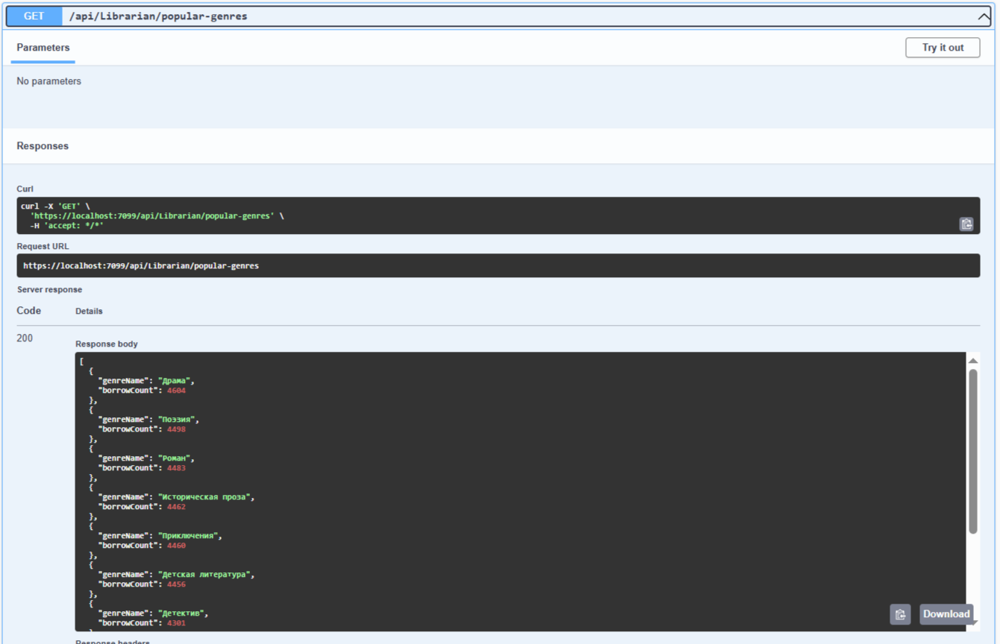 GET /api/Librarian/popular-genres
Parameters
Try it out
No parameters
Responses
Curl
curl -X 'GET' \
  'https://localhost:7099/api/Librarian/popular-genres' \
  -H 'accept: */*'
Request URL
https://localhost:7099/api/Librarian/popular-genres
Server response
Code Details
200
Response body
[
  {
    "genreName": "Драма",
    "borrowCount": 4604
  },
  {
    "genreName": "Поэзия",
    "borrowCount": 4498
  },
  {
    "genreName": "Роман",
    "borrowCount": 4483
  },
  {
    "genreName": "Историческая проза",
    "borrowCount": 4462
  },
  {
    "genreName": "Приключения",
    "borrowCount": 4460
  },
  {
    "genreName": "Детская литература",
    "borrowCount": 4456
  },
  {
    "genreName": "Детектив",
    "borrowCount": 4301
  }
Download
Response headers